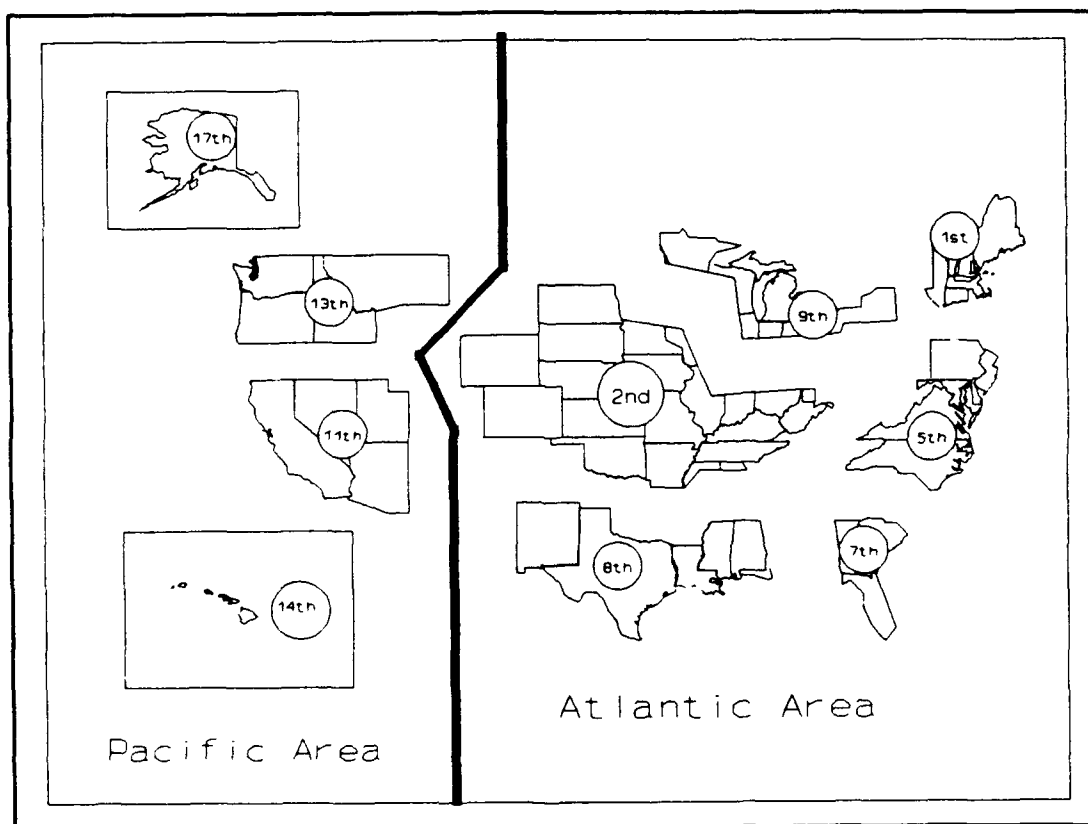 17th
1st
13th
9th
2nd
11th
5th
8th
7th
14th
Atlantic Area
Pacific Area